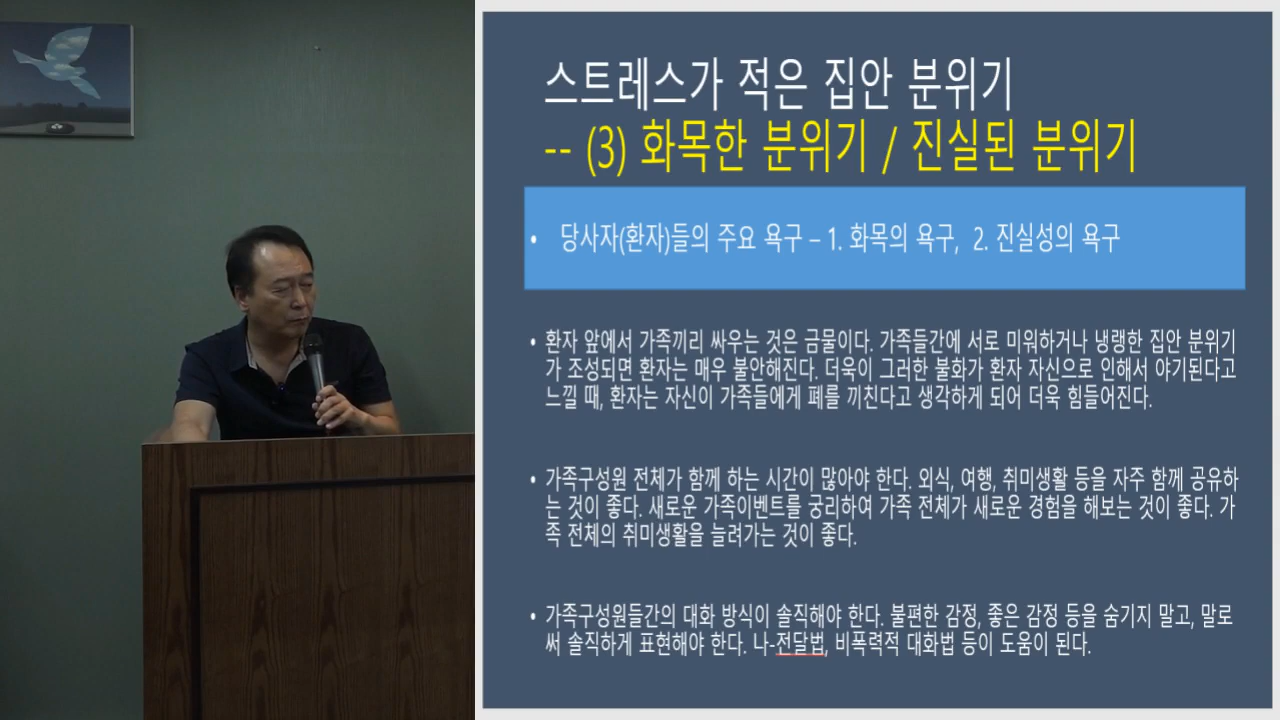 스트레스가 적은 집안 분위기
-- (3) 화목한 분위기 / 진실된 분위기
• 당사자(환자)들의 주요 욕구 – 1. 화목의 욕구, 2. 진실성의 욕구
• 환자 앞에서 가족끼리 싸우는 것은 금물이다. 가족들간에 서로 미워하거나 냉랭한 집안 분위기
가 조성되면 환자는 매우 불안해진다. 더욱이 그러한 불화가 환자 자신으로 인해서 야기된다고
느낄 때, 환자는 자신이 가족들에게 폐를 끼친다고 생각하게 되어 더욱 힘들어진다.
• 가족구성원 전체가 함께 하는 시간이 많아야 한다. 외식, 여행, 취미생활 등을 자주 함께 공유하
는 것이 좋다. 새로운 가족이벤트를 궁리하여 가족 전체가 새로운 경험을 해보는 것이 좋다. 가
족 전체의 취미생활을 늘려가는 것이 좋다.
• 가족구성원들간의 대화 방식이 솔직해야 한다. 불편한 감정, 좋은 감정 등을 숨기지 말고, 말로
써 솔직하게 표현해야 한다. 나-전달법, 비폭력적 대화법 등이 도움이 된다.